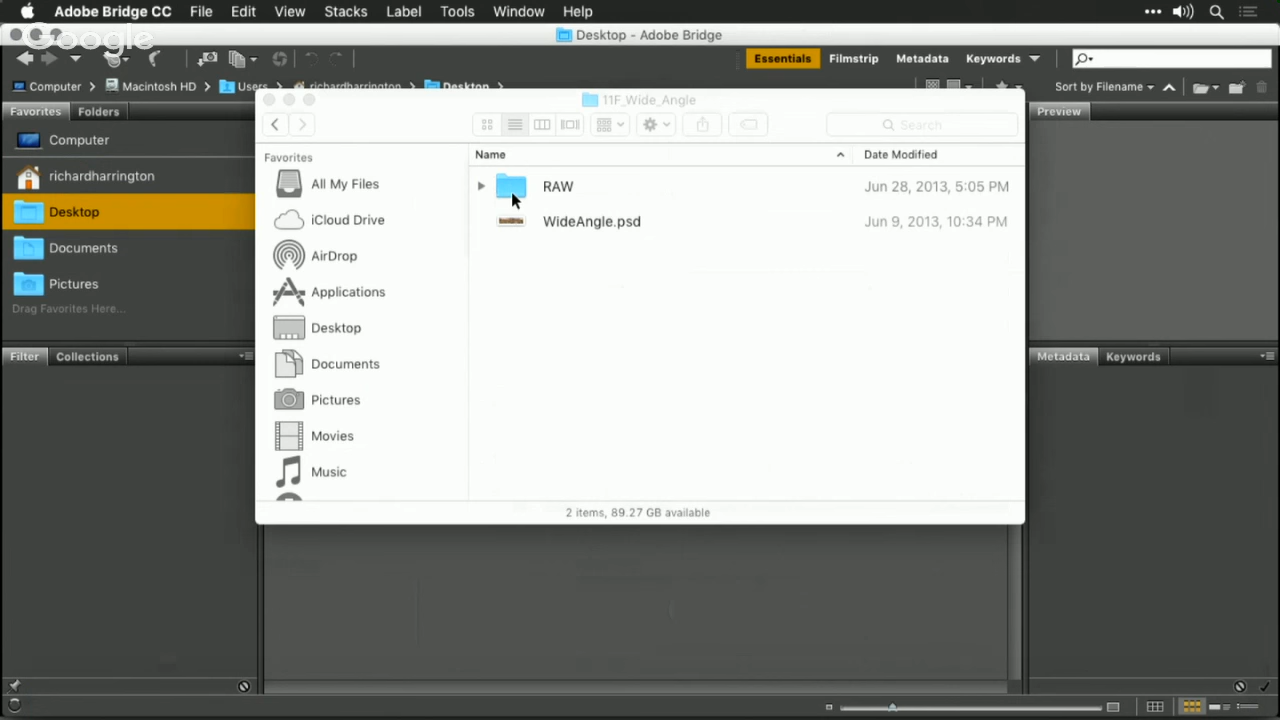 Adobe Bridge CC File Edit View Stacks Label Tools Window Help
Google
Desktop - Adobe Bridge
Essentials Filmstrip Metadata Keywords
Computer Macintosh HD Users richardharrington Desktop
Sort by Filename
Favorites Folders
Computer
richardharrington
Desktop
Documents
Pictures
Drag Favorites Here...
Filter Collections
11F_Wide_Angle
Search
Favorites
All My Files
iCloud Drive
AirDrop
Applications
Desktop
Documents
Pictures
Movies
Music
Name Date Modified
RAW Jun 28, 2013, 5:05 PM
WideAngle.psd Jun 9, 2013, 10:34 PM
2 items, 89.27 GB available
Preview
Metadata Keywords